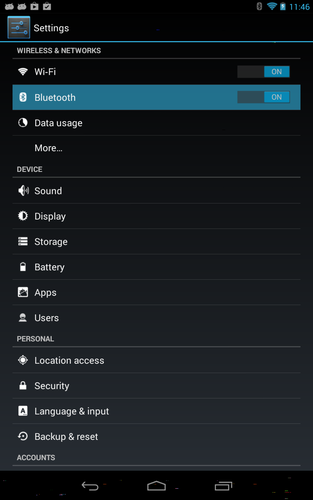 11:46
Settings
WIRELESS & NETWORKS
Wi-Fi ON
Bluetooth ON
Data usage
More...
DEVICE
Sound
Display
Storage
Battery
Apps
Users
PERSONAL
Location access
Security
A Language & input
Backup & reset
ACCOUNTS